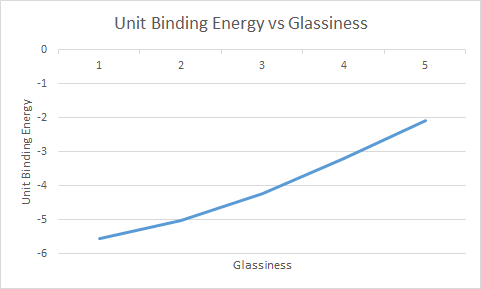 Unit Binding Energy vs Glassiness
0
1 2 3 4 5
-1
-2
-3
-4
-5
-6
Unit Binding Energy
Glassiness